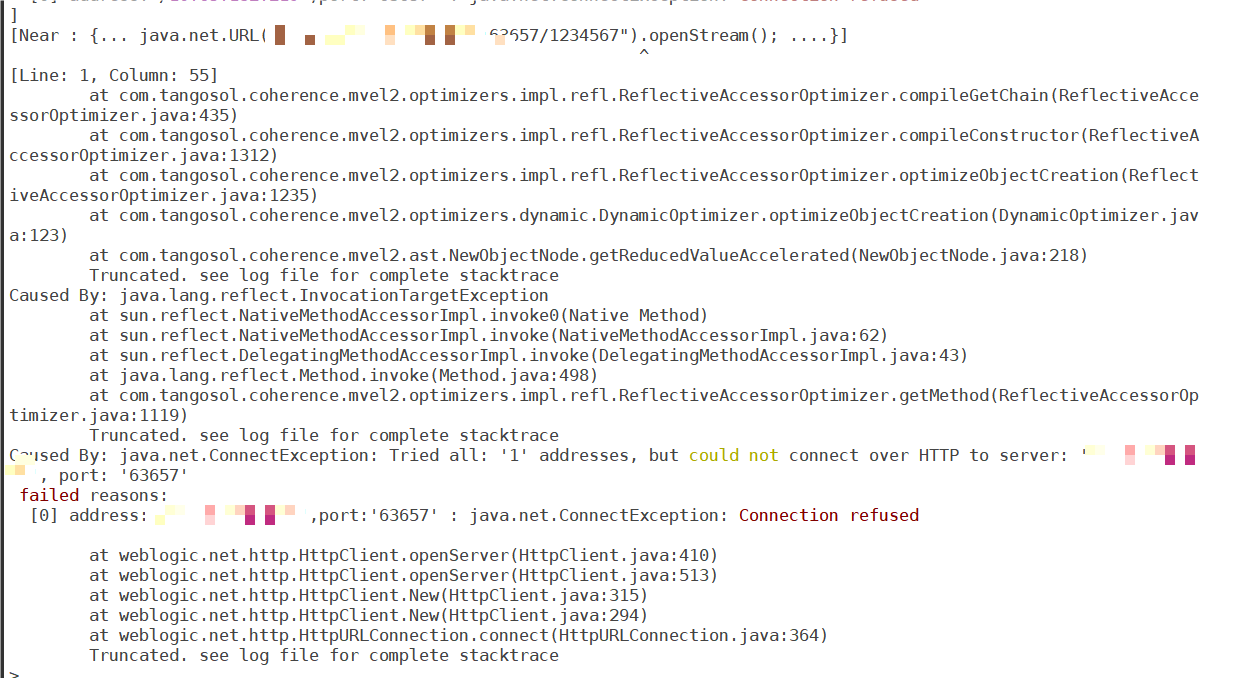 ]
[Near : {... java.net.URL( 63657/1234567").openStream(); ....}]
^
[Line: 1, Column: 55]
at com.tangosol.coherence.mvel2.optimizers.impl.refl.ReflectiveAccessorOptimizer.compileGetChain(ReflectiveAcce
ssorOptimizer.java:435)
at com.tangosol.coherence.mvel2.optimizers.impl.refl.ReflectiveAccessorOptimizer.compileConstructor(ReflectiveA
ccessorOptimizer.java:1312)
at com.tangosol.coherence.mvel2.optimizers.impl.refl.ReflectiveAccessorOptimizer.optimizeObjectCreation(Reflect
iveAccessorOptimizer.java:1235)
at com.tangosol.coherence.mvel2.optimizers.dynamic.DynamicOptimizer.optimizeObjectCreation(DynamicOptimizer.jav
a:123)
at com.tangosol.coherence.mvel2.ast.NewObjectNode.getReducedValueAccelerated(NewObjectNode.java:218)
Truncated. see log file for complete stacktrace
Caused By: java.lang.reflect.InvocationTargetException
at sun.reflect.NativeMethodAccessorImpl.invoke0(Native Method)
at sun.reflect.NativeMethodAccessorImpl.invoke(NativeMethodAccessorImpl.java:62)
at sun.reflect.DelegatingMethodAccessorImpl.invoke(DelegatingMethodAccessorImpl.java:43)
at java.lang.reflect.Method.invoke(Method.java:498)
at com.tangosol.coherence.mvel2.optimizers.impl.refl.ReflectiveAccessorOptimizer.getMethod(ReflectiveAccessorOp
timizer.java:1119)
Truncated. see log file for complete stacktrace
Caused By: java.net.ConnectException: Tried all: '1' addresses, but could not connect over HTTP to server: '
, port: '63657'
failed reasons:
[0] address: ,port:'63657' : java.net.ConnectException: Connection refused
at weblogic.net.http.HttpClient.openServer(HttpClient.java:410)
at weblogic.net.http.HttpClient.openServer(HttpClient.java:513)
at weblogic.net.http.HttpClient.New(HttpClient.java:315)
at weblogic.net.http.HttpClient.New(HttpClient.java:294)
at weblogic.net.http.HttpURLConnection.connect(HttpURLConnection.java:364)
Truncated. see log file for complete stacktrace
>